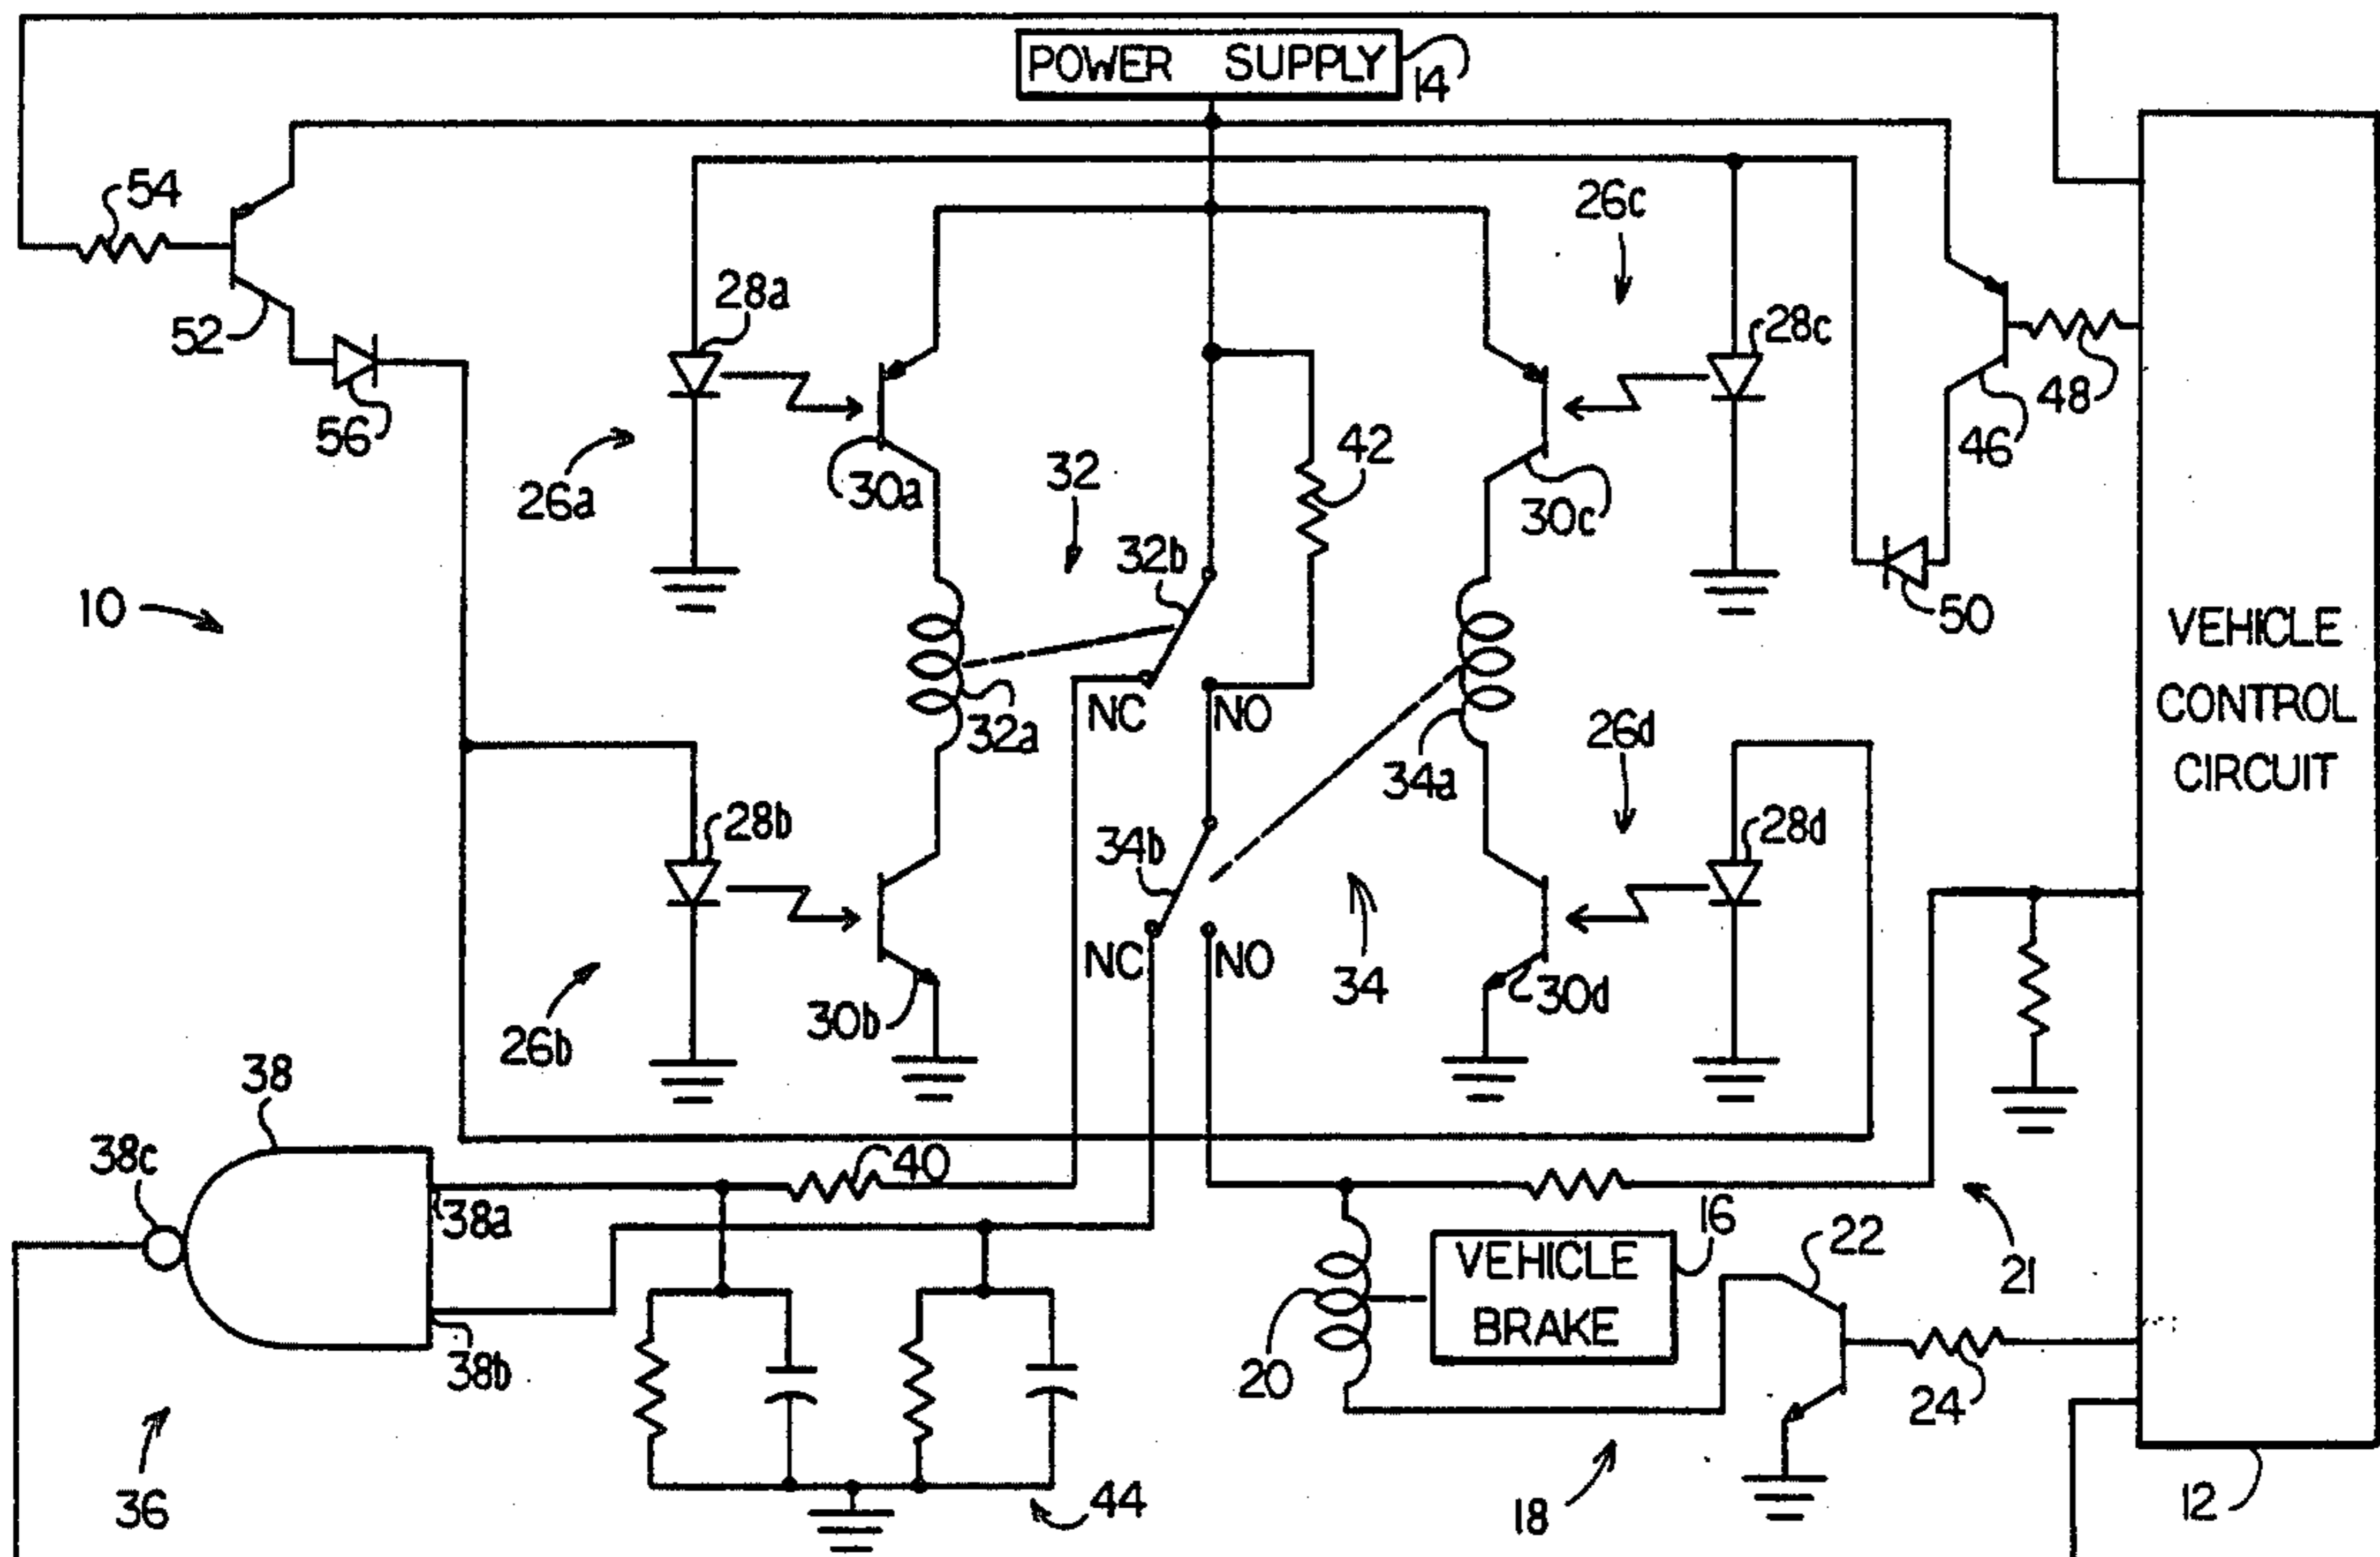 POWER SUPPLY
14
54
52
56
28a
26a
30a
32
32b
42
26c
28c
30c
46
48
50
10
NC
NO
32a
34a
26d
VEHICLE
CONTROL
CIRCUIT
28b
34b
28d
NC
NO
26b
30b
34
30d
38
38c
38a
40
38b
36
44
VEHICLE
BRAKE
16
20
22
21
24
18
12